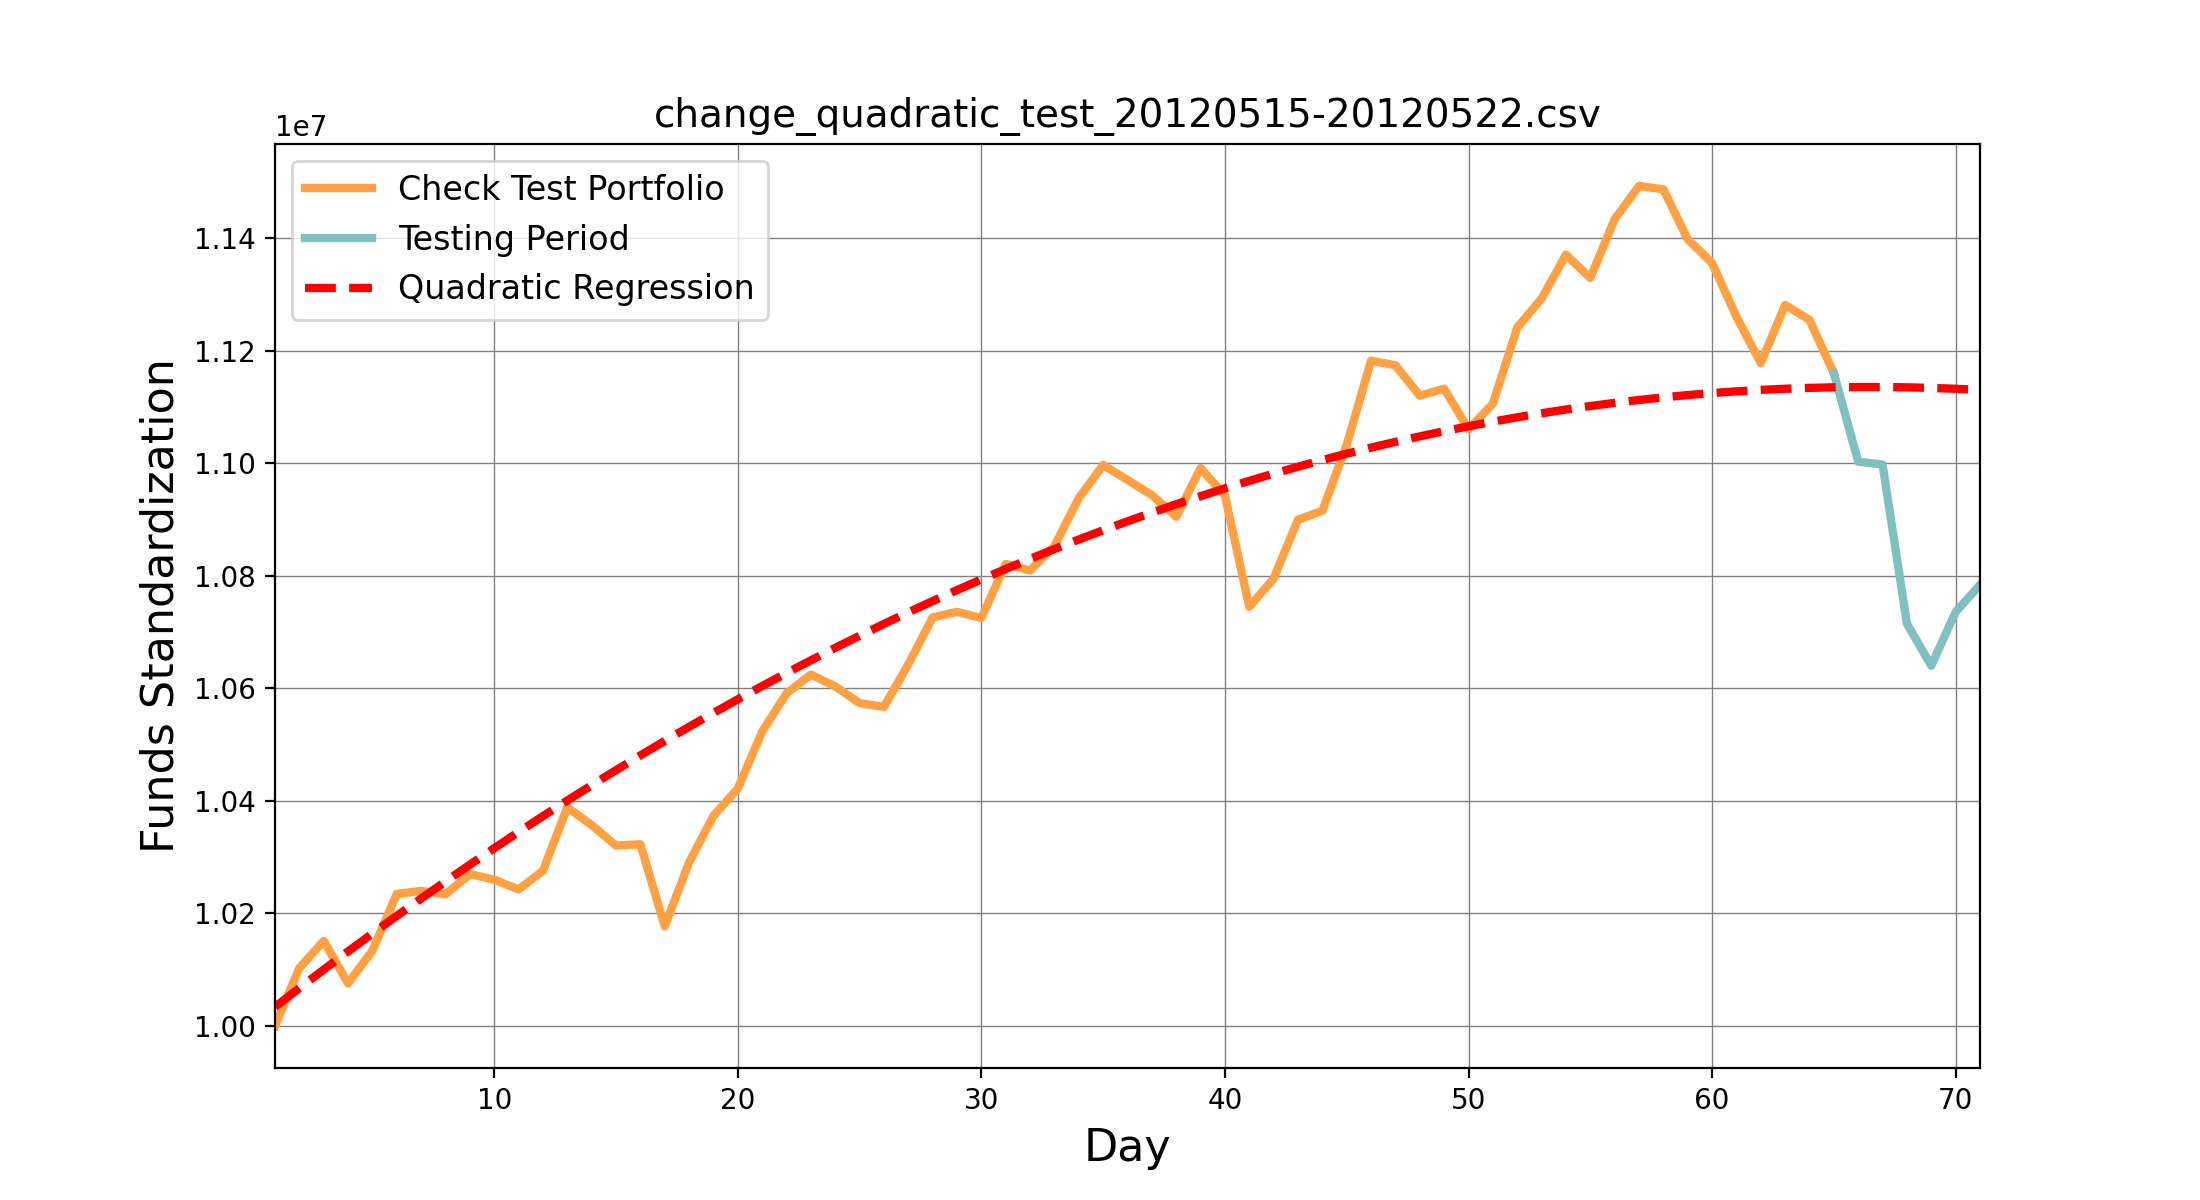 change_quadratic_test_20120515-20120522.csv
1e7
Check Test Portfolio
Testing Period
Quadratic Regression
Funds Standardization
1.14
1.12
1.10
1.08
1.06
1.04
1.02
1.00
10 20 30 40 50 60 70
Day